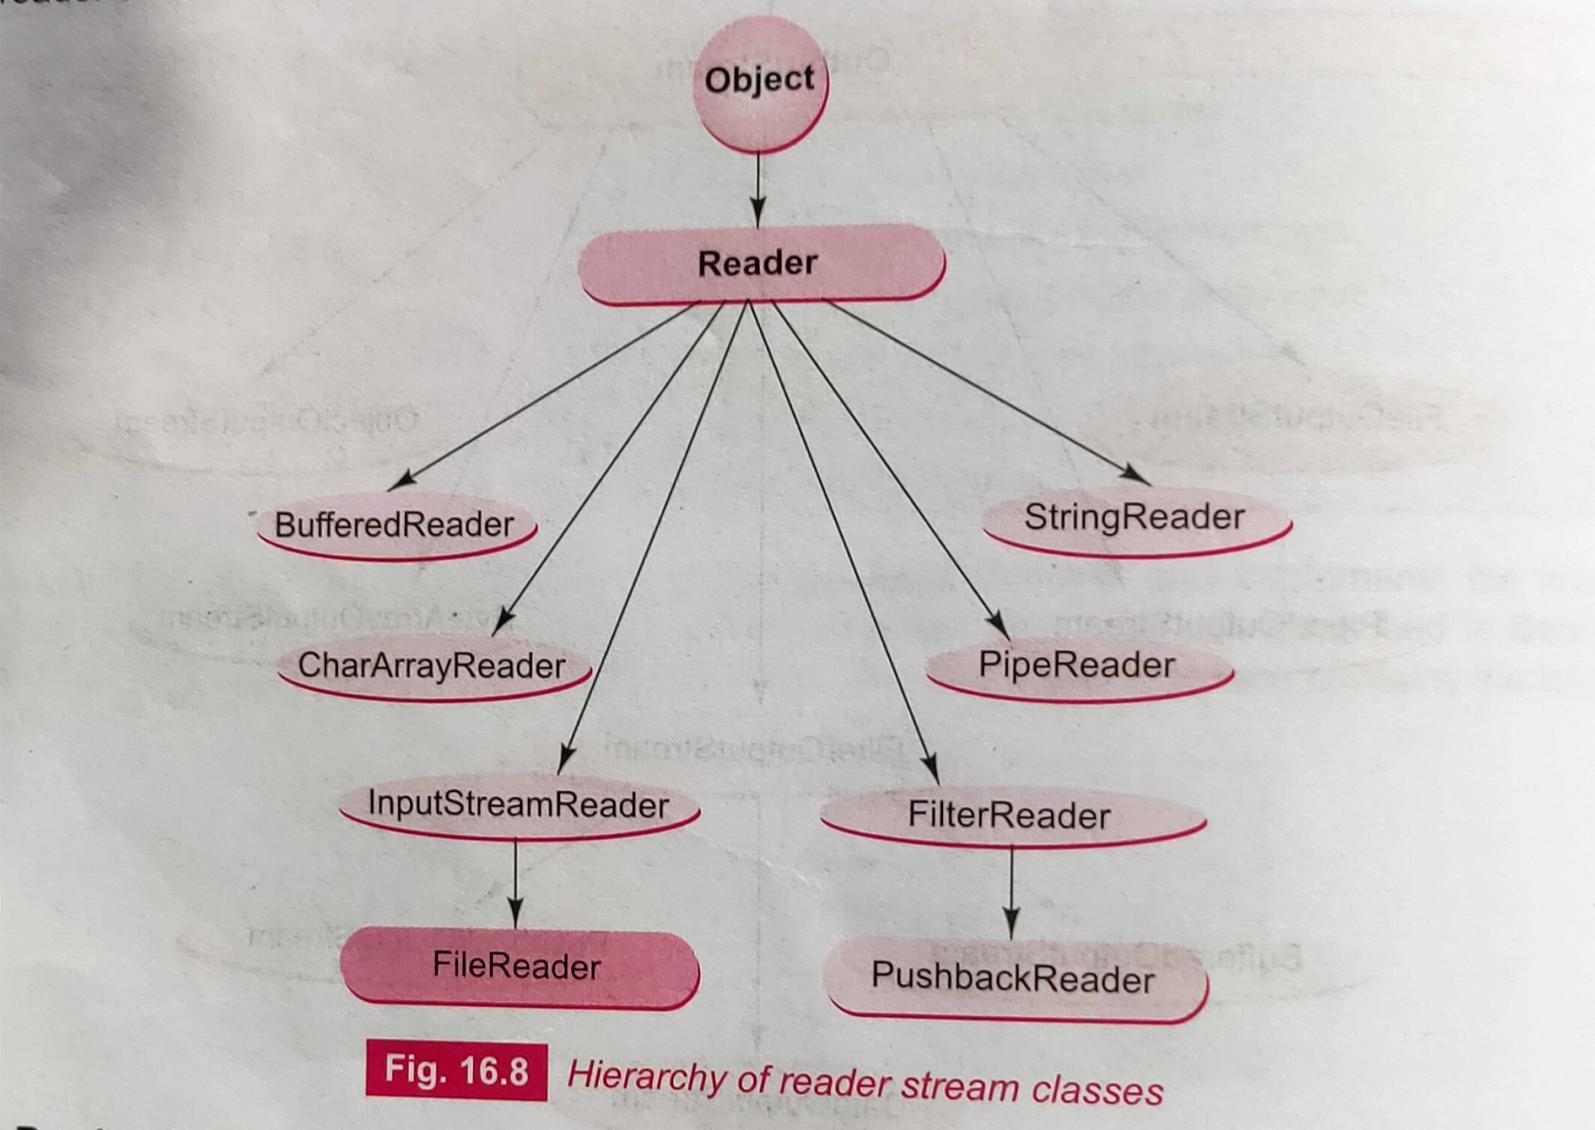 Object
Reader
BufferedReader
StringReader
CharArrayReader
PipeReader
InputStreamReader
FilterReader
FileReader
PushbackReader
Fig. 16.8 Hierarchy of reader stream classes